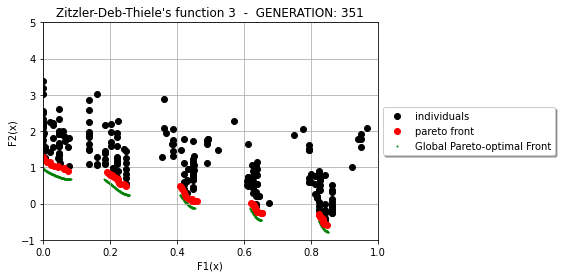 Zitzler-Deb-Thiele's function 3 - GENERATION: 351
5
4
3
2
1
0
−1
F2(x)
0.0 0.2 0.4 0.6 0.8 1.0
F1(x)
individuals
pareto front
Global Pareto-optimal Front